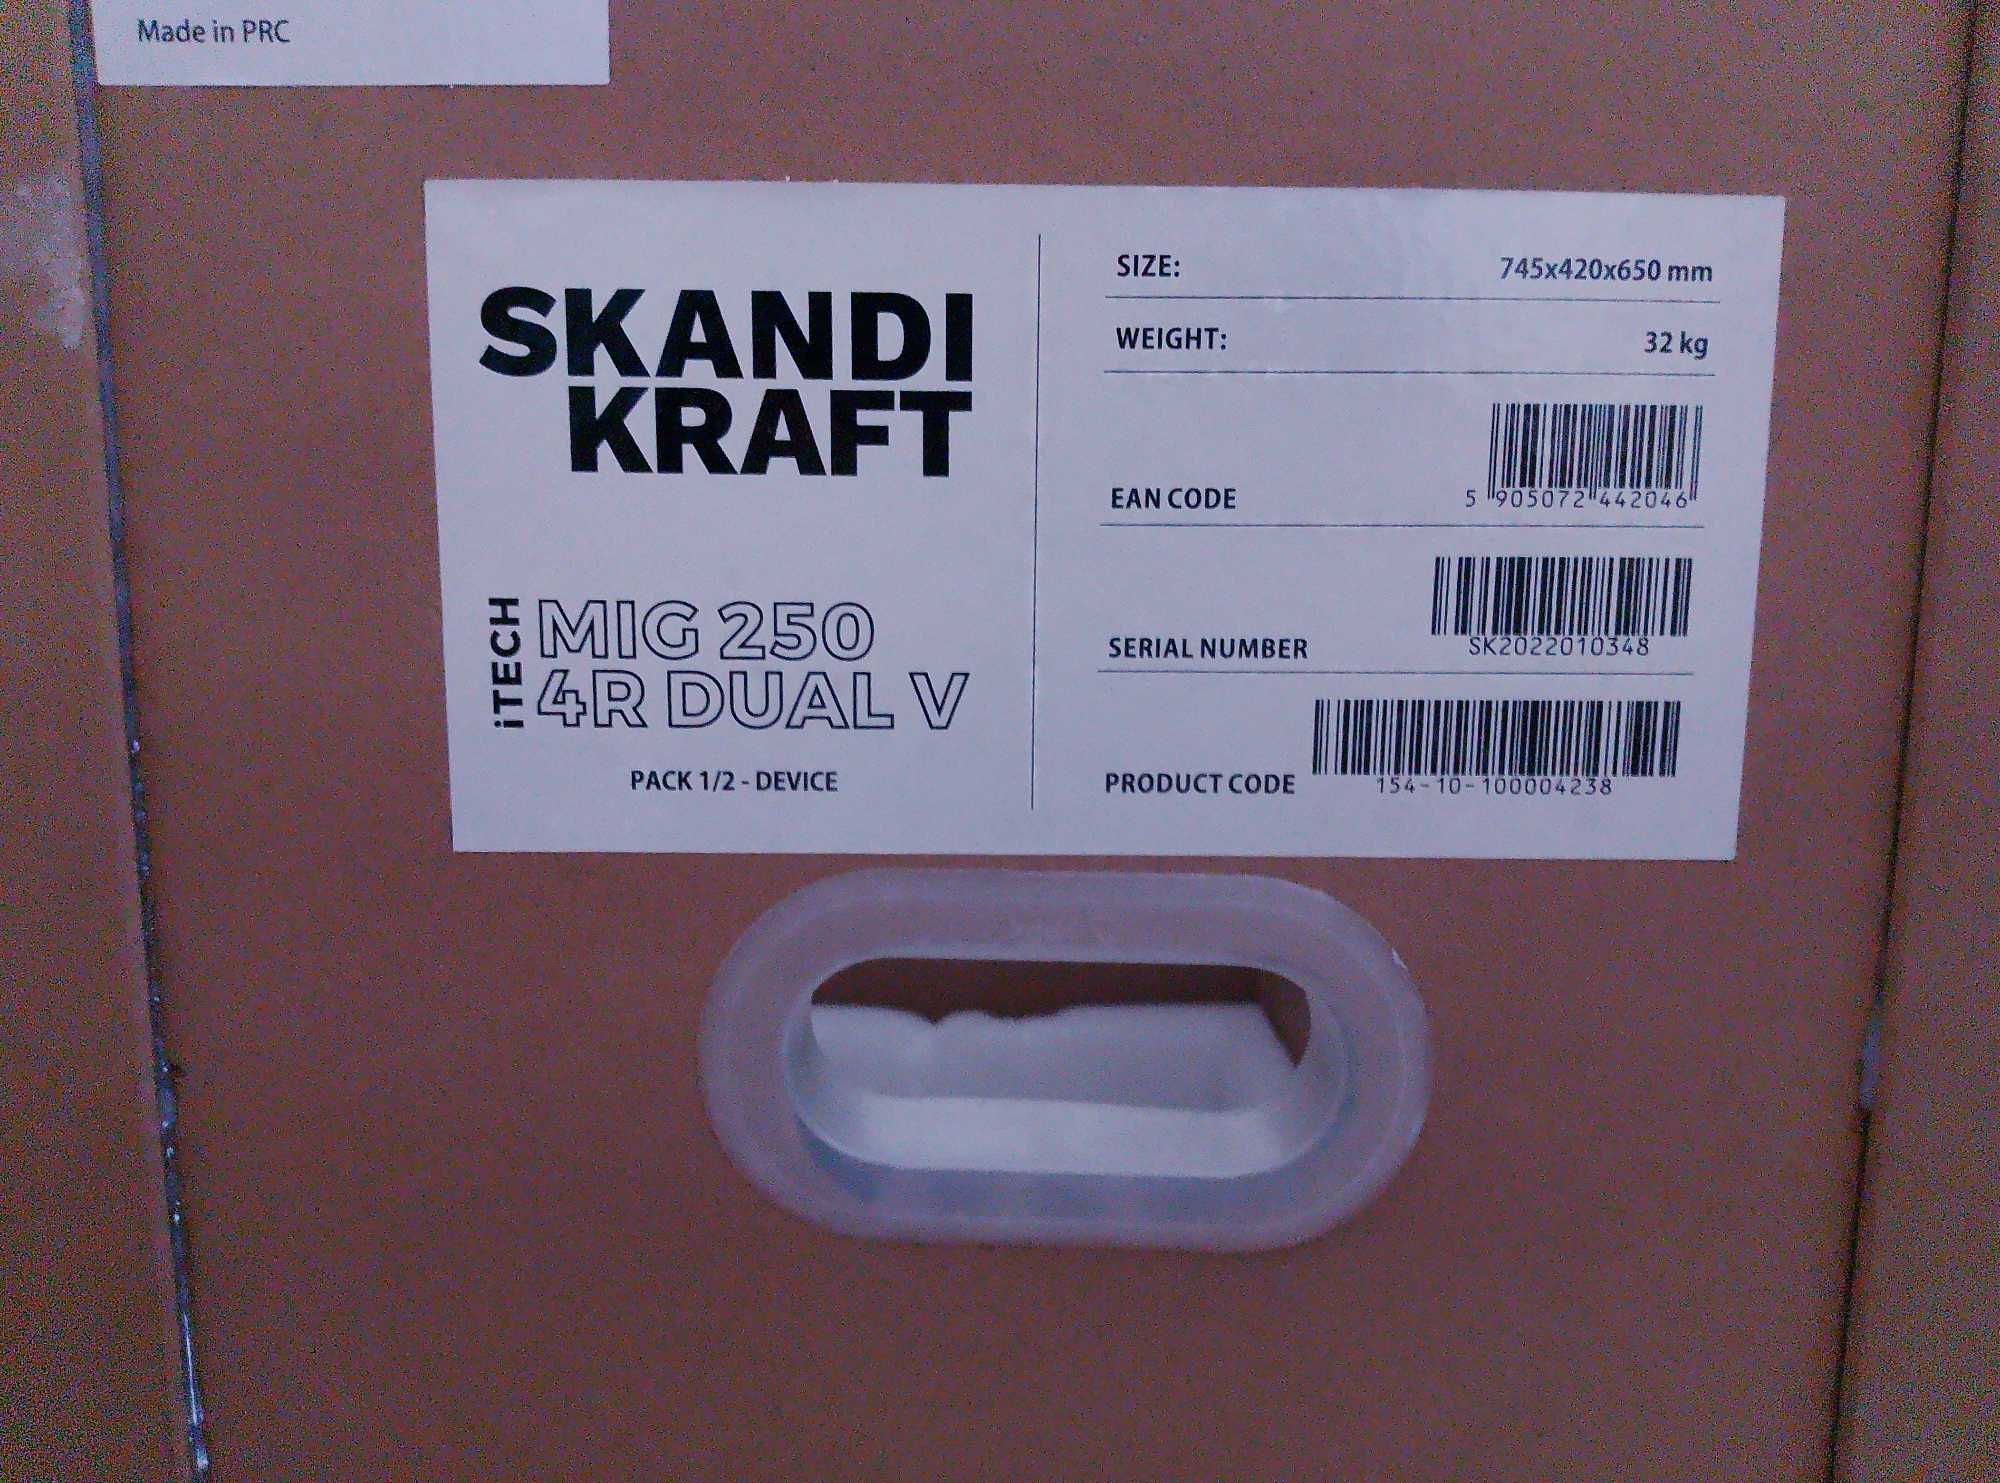 Made in PRC
SKANDI
KRAFT
iTECH
MIG 250
4R DUAL V
PACK 1/2 - DEVICE
SIZE: 745x420x650 mm
WEIGHT: 32 kg
EAN CODE 5 905072 442046
SERIAL NUMBER SK2022010348
PRODUCT CODE 154-10-100004238